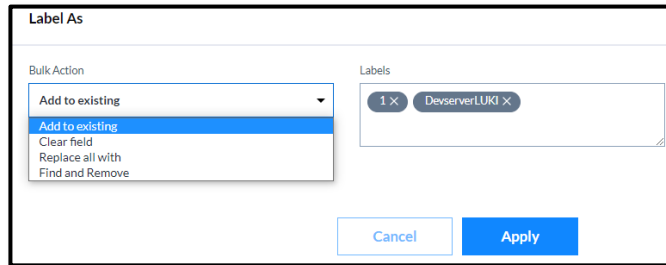 Label As
Bulk Action
Labels
Add to existing
1 × DevserverLUKI ×
Add to existing
Clear field
Replace all with
Find and Remove
Cancel
Apply